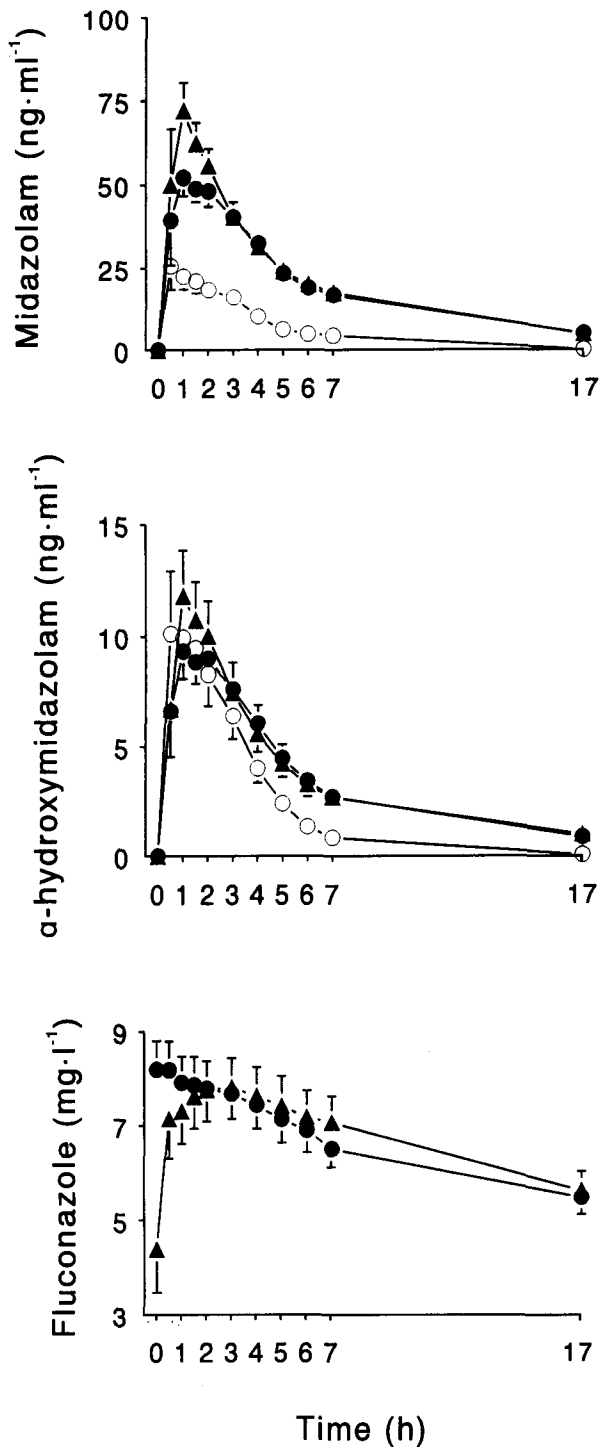 Midazolam (ng·ml⁻¹)
100
75
50
25
0
0 1 2 3 4 5 6 7 17
α-hydroxymidazolam (ng·ml⁻¹)
15
10
5
0
0 1 2 3 4 5 6 7 17
Fluconazole (mg·l⁻¹)
9
7
5
3
0 1 2 3 4 5 6 7 17
Time (h)